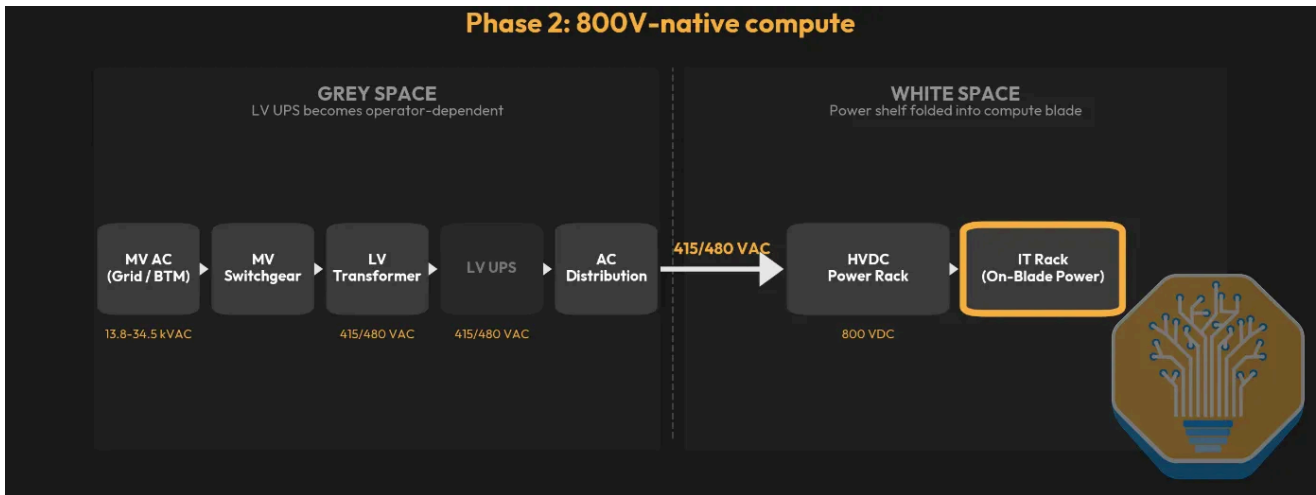 Phase 2: 800V-native compute
GREY SPACE
LV UPS becomes operator-dependent
WHITE SPACE
Power shelf folded into compute blade
MV AC
(Grid / BTM)
MV
Switchgear
LV
Transformer
LV UPS
AC
Distribution
415/480 VAC
HVDC
Power Rack
IT Rack
(On-Blade Power)
13.8-34.5 kVAC
415/480 VAC
415/480 VAC
800 VDC